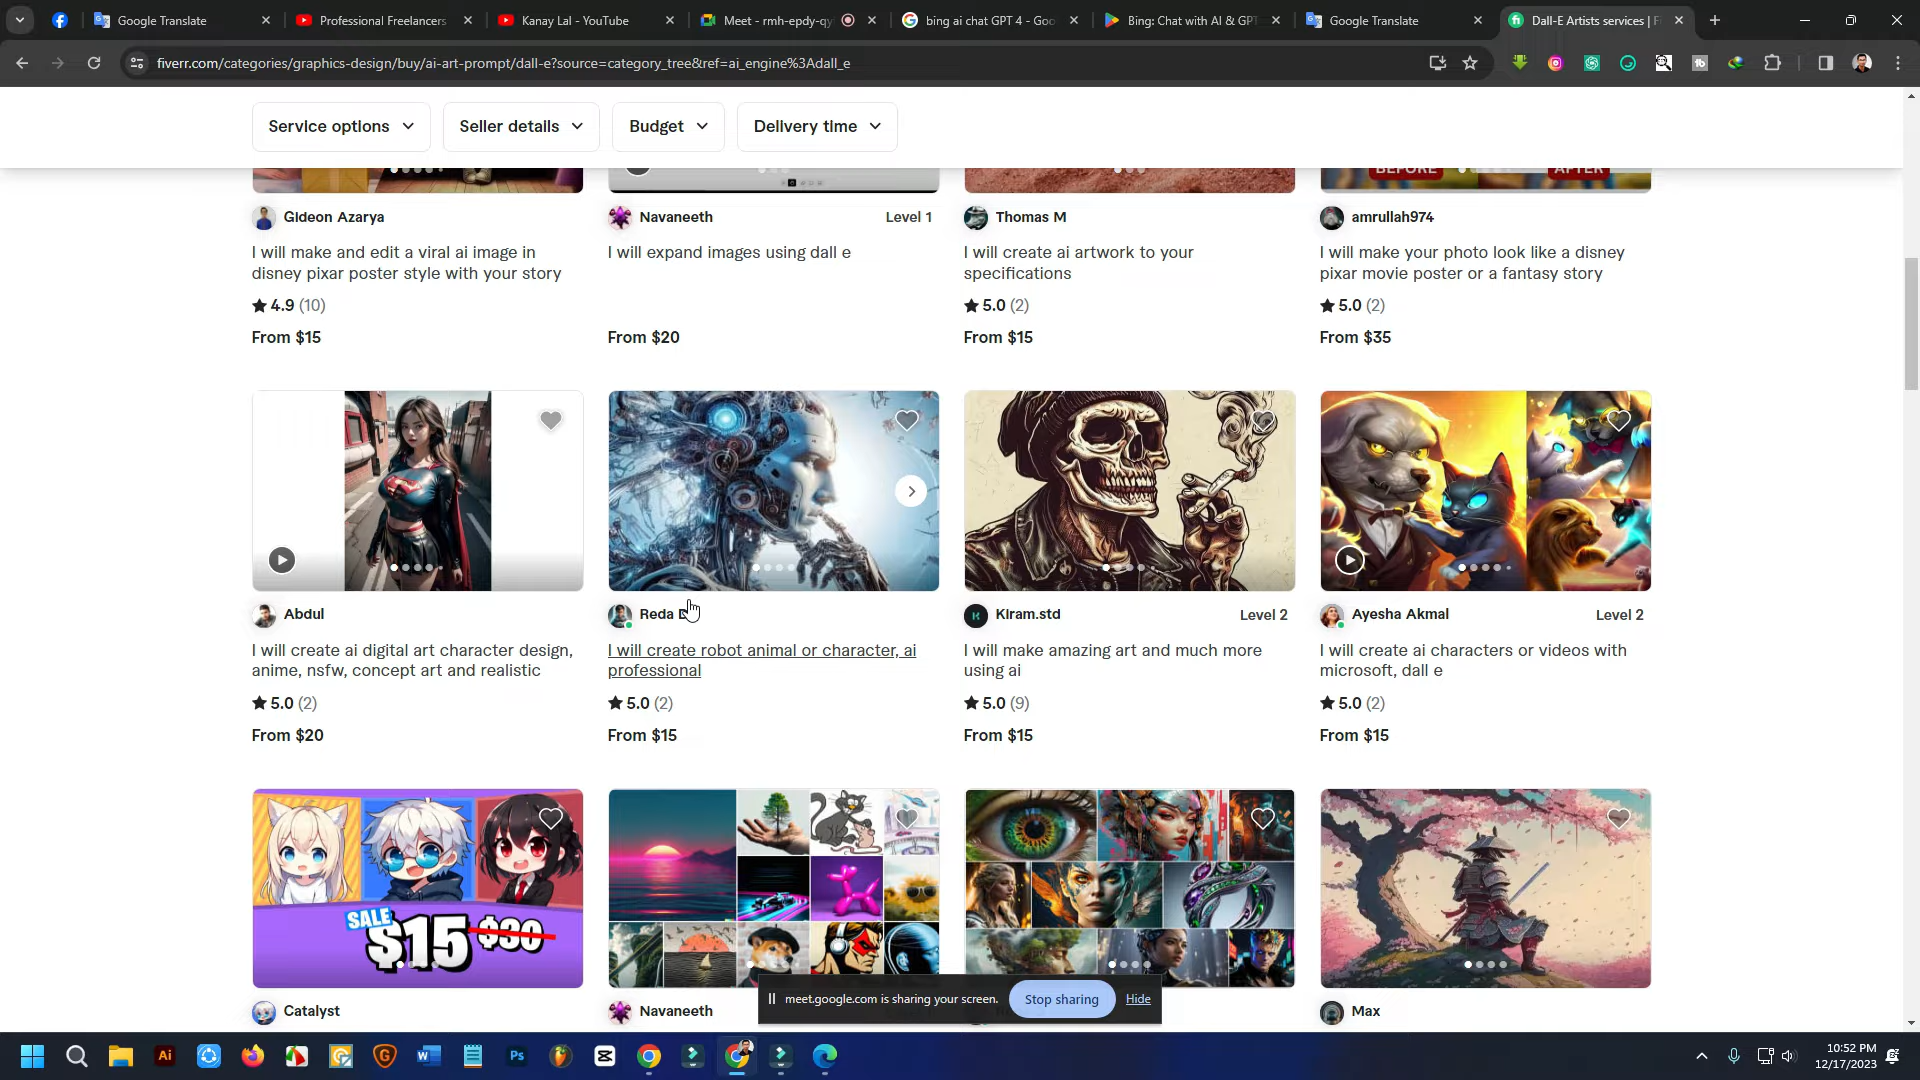 Google Translate
Professional Freelancers
Kanay Lal - YouTube
Meet - rmh-epdy-qy
bing ai chat GPT 4 - Goo
Bing: Chat with AI & GPT
Google Translate
Dall-E Artists services | F
fiverr.com/categories/graphics-design/buy/ai-art-prompt/dall-e?source=category_tree&ref=ai_engine%3Adall_e
Service options
Seller details
Budget
Delivery time
BEFORE
AFTER
Gideon Azarya
I will make and edit a viral ai image in
disney pixar poster style with your story
4.9 (10)
From $15
Navaneeth
Level 1
I will expand images using dall e
From $20
Thomas M
I will create ai artwork to your
specifications
5.0 (2)
From $15
amrullah974
I will make your photo look like a disney
pixar movie poster or a fantasy story
5.0 (2)
From $35
Abdul
I will create ai digital art character design,
anime, nsfw, concept art and realistic
5.0 (2)
From $20
Reda
I will create robot animal or character, ai
professional
5.0 (2)
From $15
Kiram.std
Level 2
I will make amazing art and much more
using ai
5.0 (9)
From $15
Ayesha Akmal
Level 2
I will create ai characters or videos with
microsoft, dall e
5.0 (2)
From $15
SALE
$15 $30
Catalyst
Navaneeth
Max
meet.google.com is sharing your screen.
Stop sharing
Hide
10:52 PM
12/17/2023